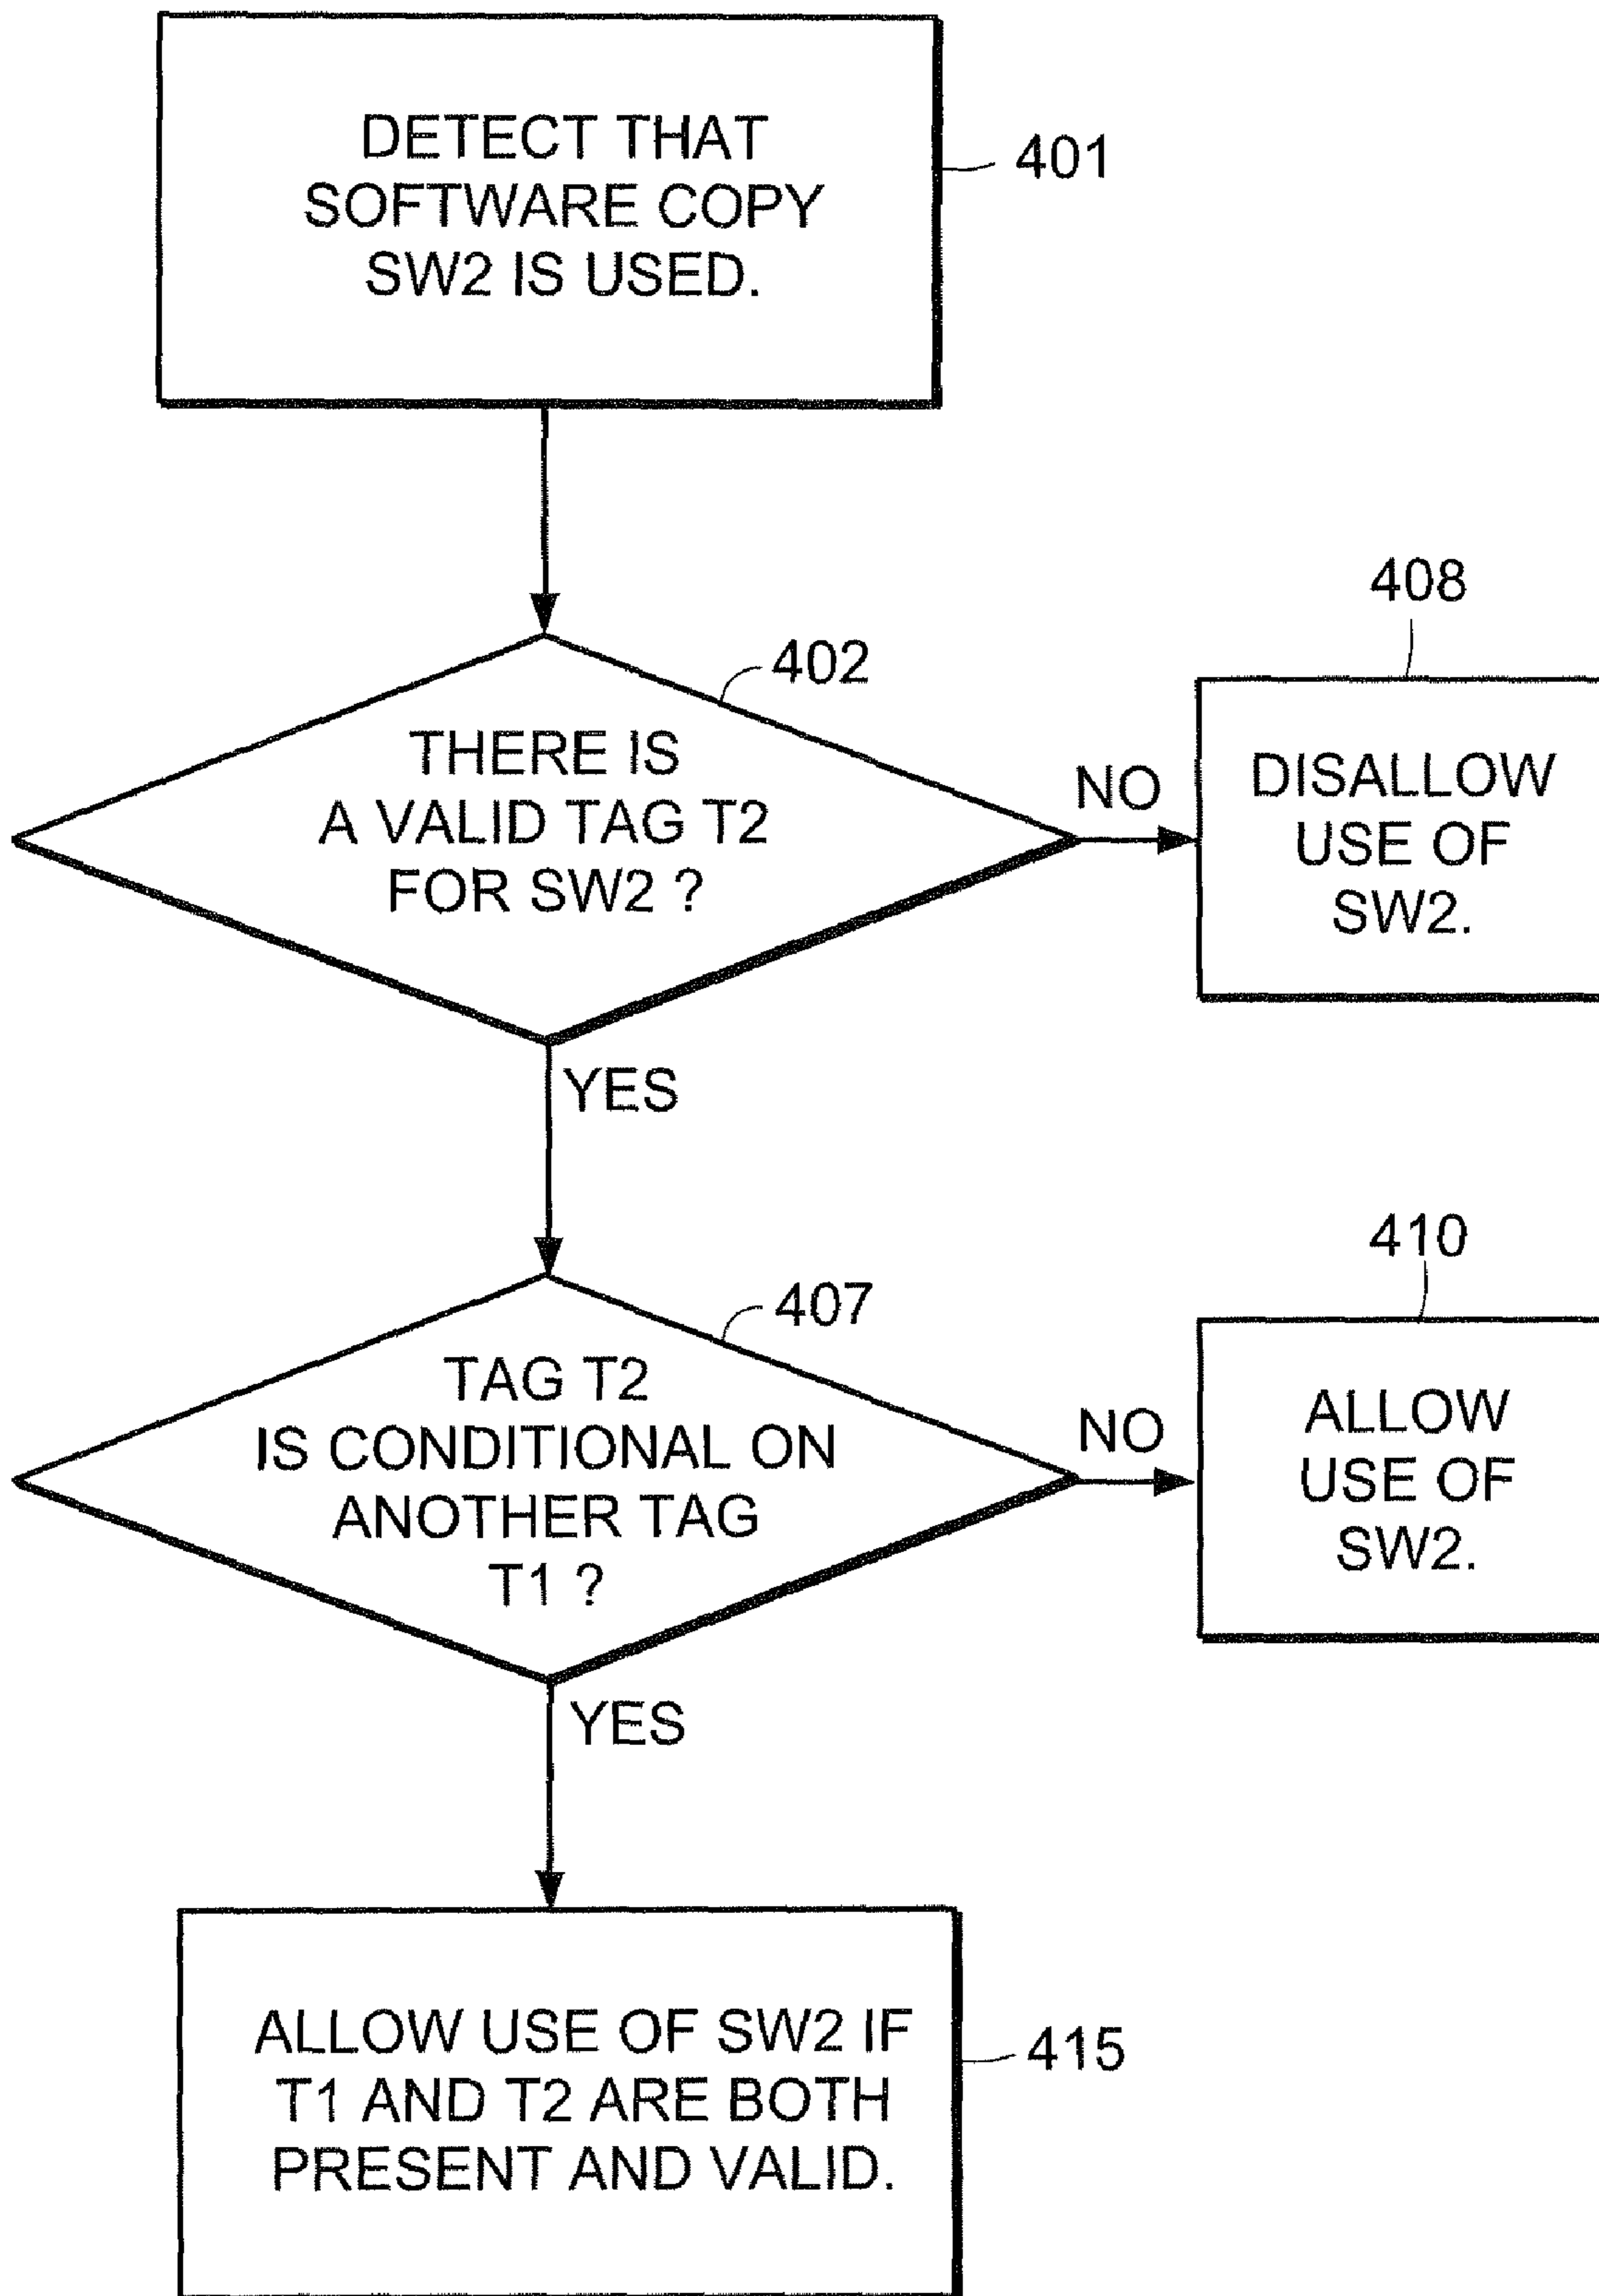 DETECT THAT
SOFTWARE COPY
SW2 IS USED.
401
402
THERE IS
A VALID TAG T2
FOR SW2 ?
NO
408
DISALLOW
USE OF
SW2.
YES
407
TAG T2
IS CONDITIONAL ON
ANOTHER TAG
T1 ?
NO
410
ALLOW
USE OF
SW2.
YES
ALLOW USE OF SW2 IF
T1 AND T2 ARE BOTH
PRESENT AND VALID.
415